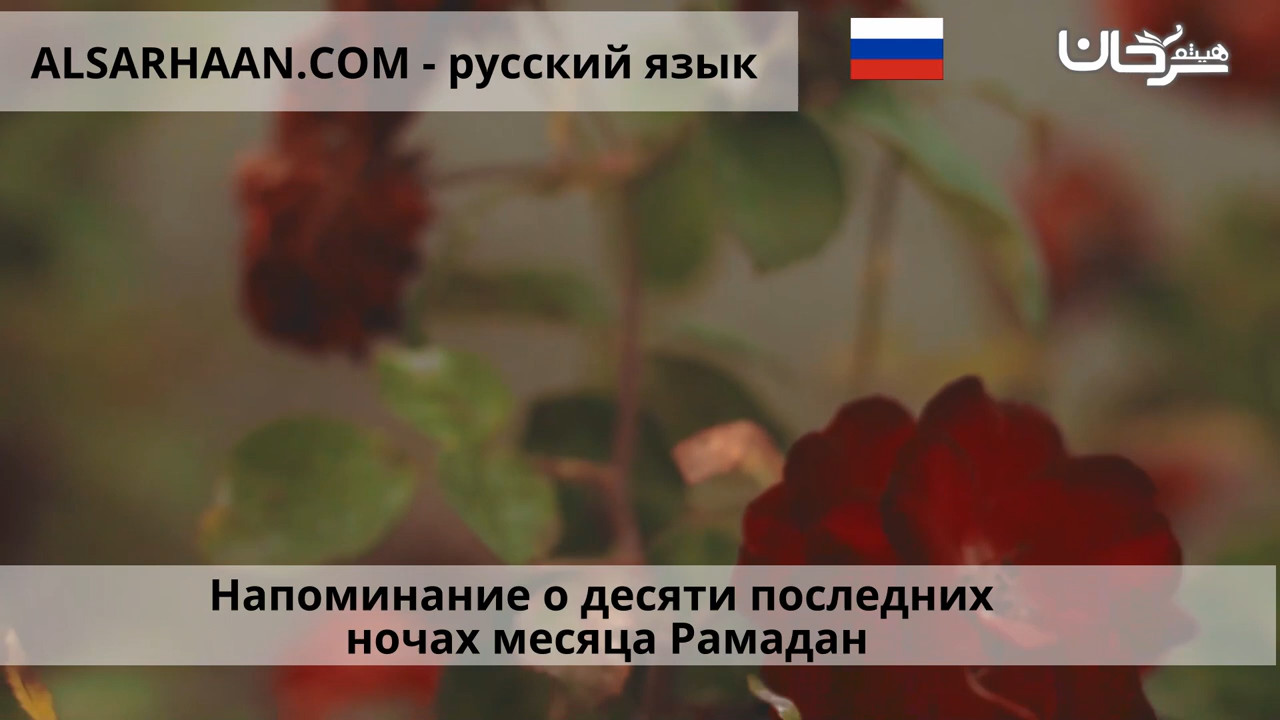 ALSARHAAN.COM - русский язык
هيثم سرحان
Напоминание о десяти последних
ночах месяца Рамадан